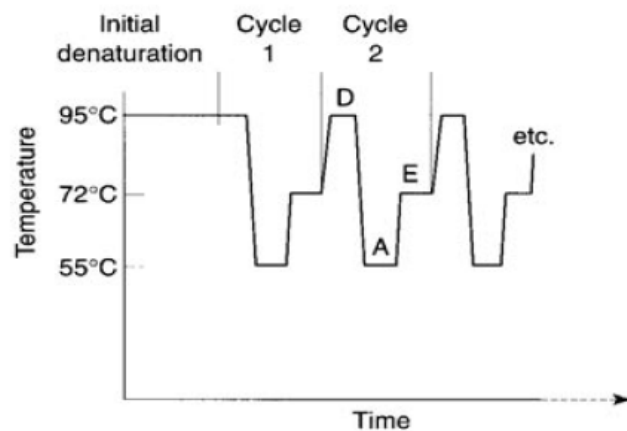 Initial
denaturation
Cycle
1
Cycle
2
D
95°C
etc.
E
72°C
A
55°C
Temperature
Time